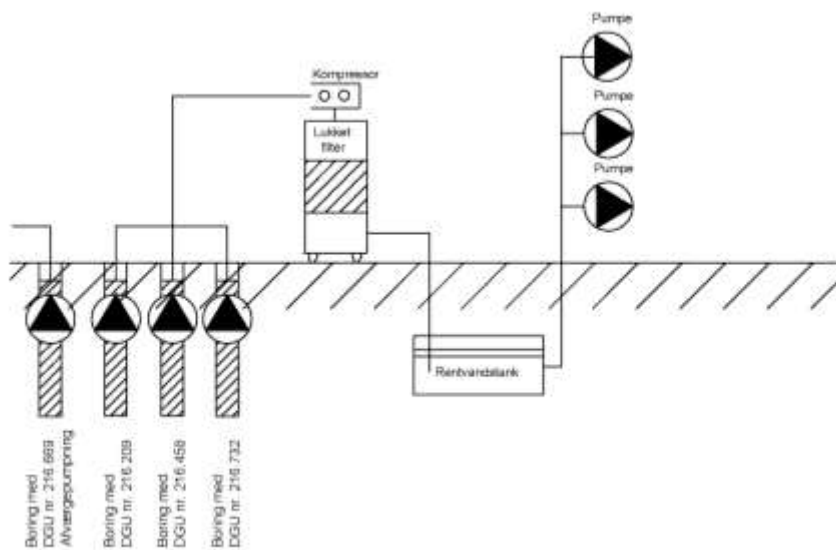 Pumpe
Kompressor
Pumpe
Lukket
filter
Pumpe
Rentvandstank
Boring med
DGU nr. 216.669
Afværgepumpning
Boring med
DGU nr. 216.209
Boring med
DGU nr. 216.458
Boring med
DGU nr. 216.732